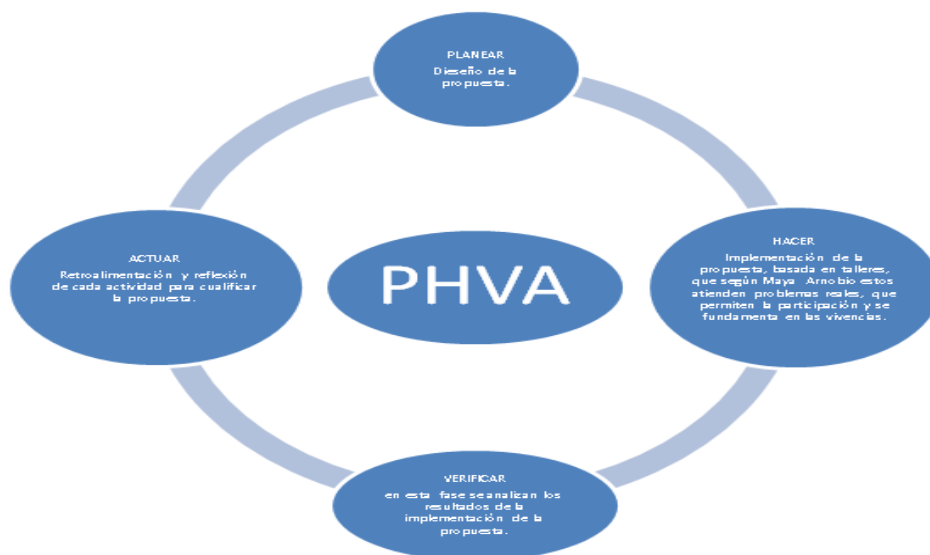 PLANEAR
Dieseño de la
propuesta.
HACER
Implementación de la
propuesta, basada en talleres,
que según Maya Arnobio estos
atienden problemas reales, que
permiten la participación y se
fundamenta en las vivencias.
ACTUAR
Retroalimentación y reflexión
de cada actividad para cualificar
la propuesta.
PHVA
VERIFICAR
en esta fase se analizan los
resultados de la
implementación de la
propuesta.